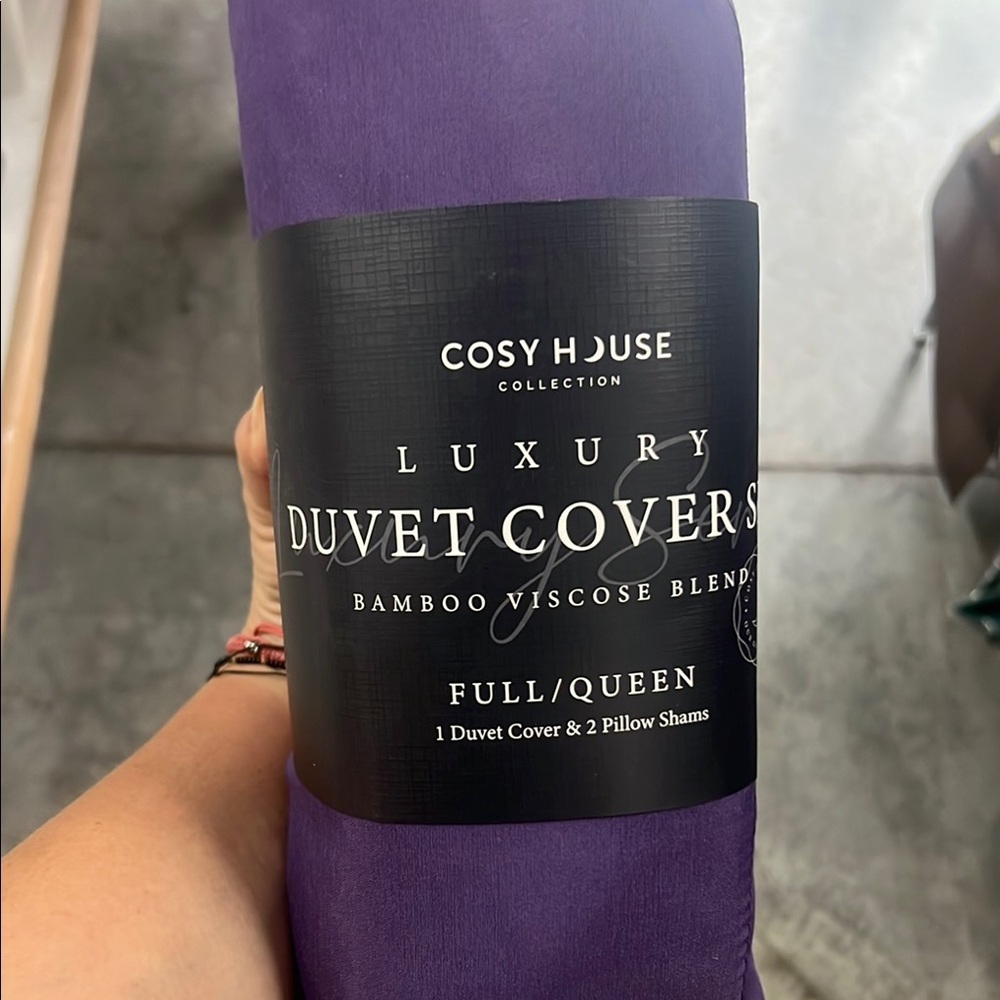 COSY HOUSE
COLLECTION
LUXURY
DUVET COVER
BAMBOO VISCOSE BLEND
FULL/QUEEN
1 Duvet Cover & 2 Pillow Shams